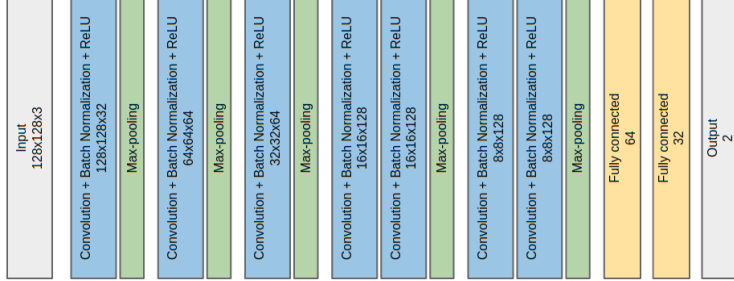 Input
128x128x3
Convolution + Batch Normalization + ReLU
128x128x32
Max-pooling
Convolution + Batch Normalization + ReLU
64x64x64
Max-pooling
Convolution + Batch Normalization + ReLU
32x32x64
Max-pooling
Convolution + Batch Normalization + ReLU
16x16x128
Convolution + Batch Normalization + ReLU
16x16x128
Max-pooling
Convolution + Batch Normalization + ReLU
8x8x128
Convolution + Batch Normalization + ReLU
8x8x128
Max-pooling
Fully connected
64
Fully connected
32
Output
2